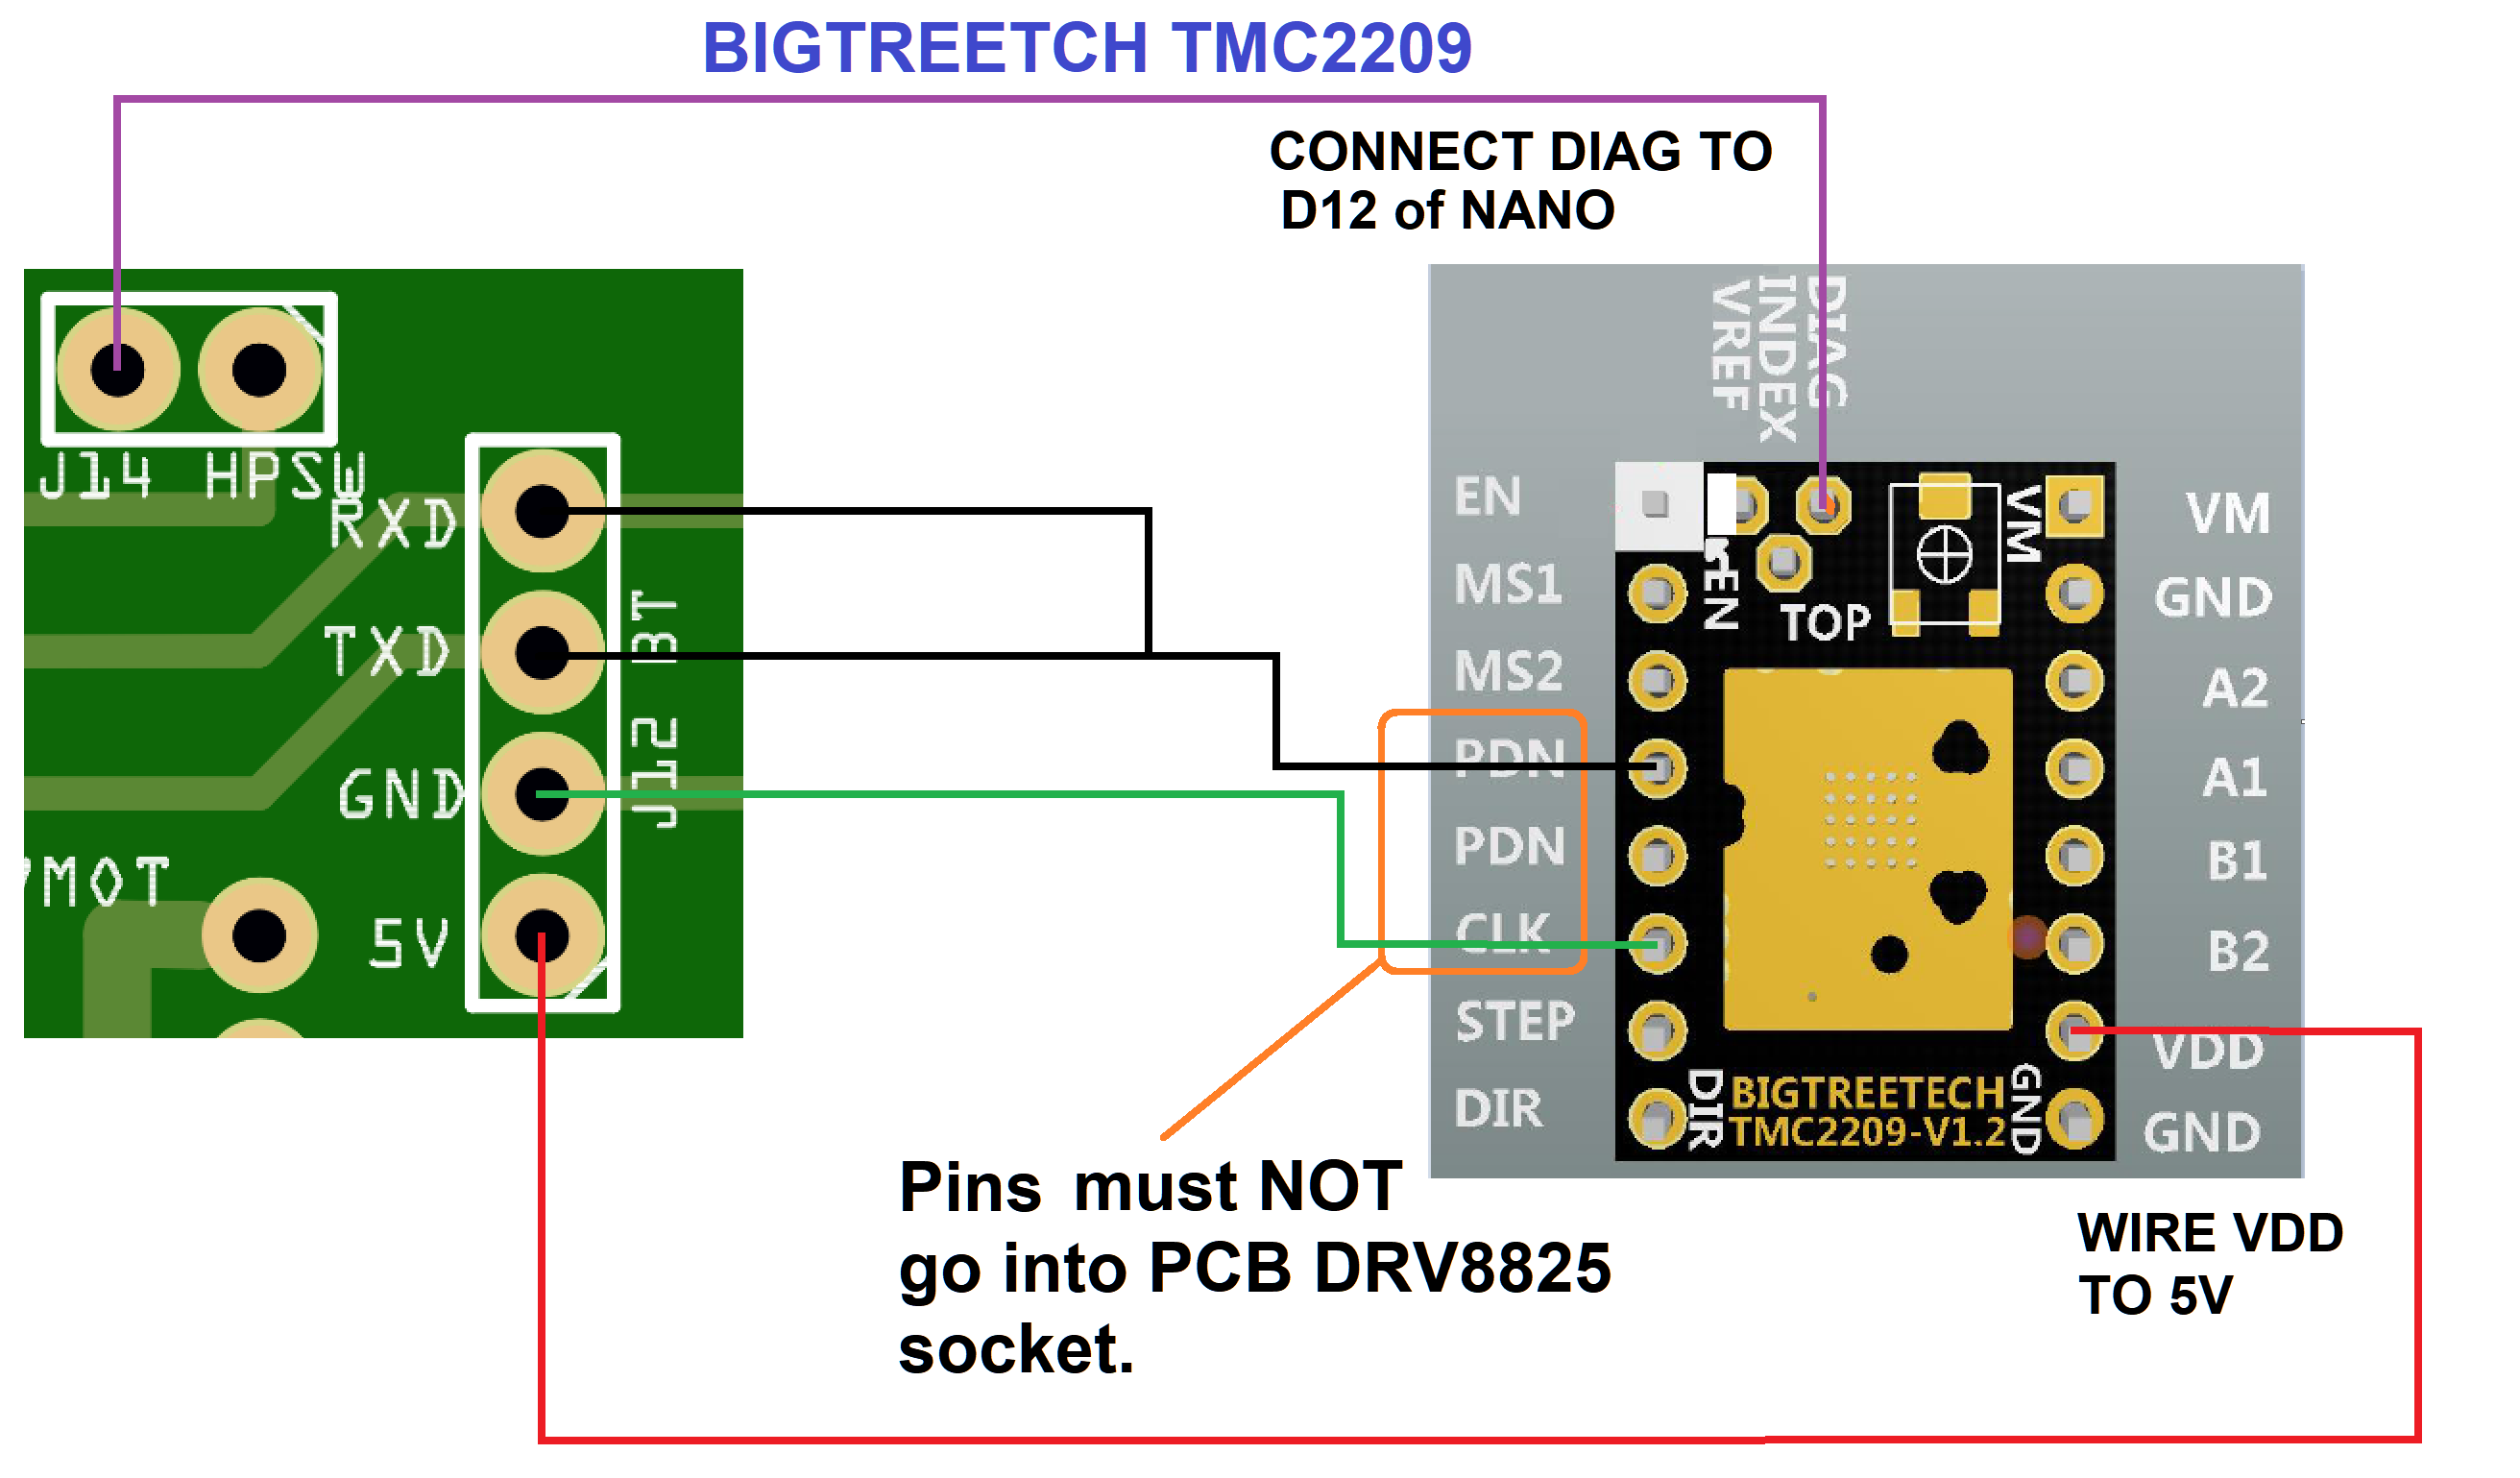 BIGTREETCH TMC2209
CONNECT DIAG TO
D12 of NANO
DIAG
INDEX
VREF
J14 HPSW
RXD
TXD
GND
5V
J12 BT
MOT
EN
MS1
MS2
PDN
PDN
CLK
STEP
DIR
EN
TOP
VM
DIR
BIGTREETECH
TMC2209-V1.2
GND
VM
GND
A2
A1
B1
B2
VDD
GND
Pins must NOT
go into PCB DRV8825
socket.
WIRE VDD
TO 5V